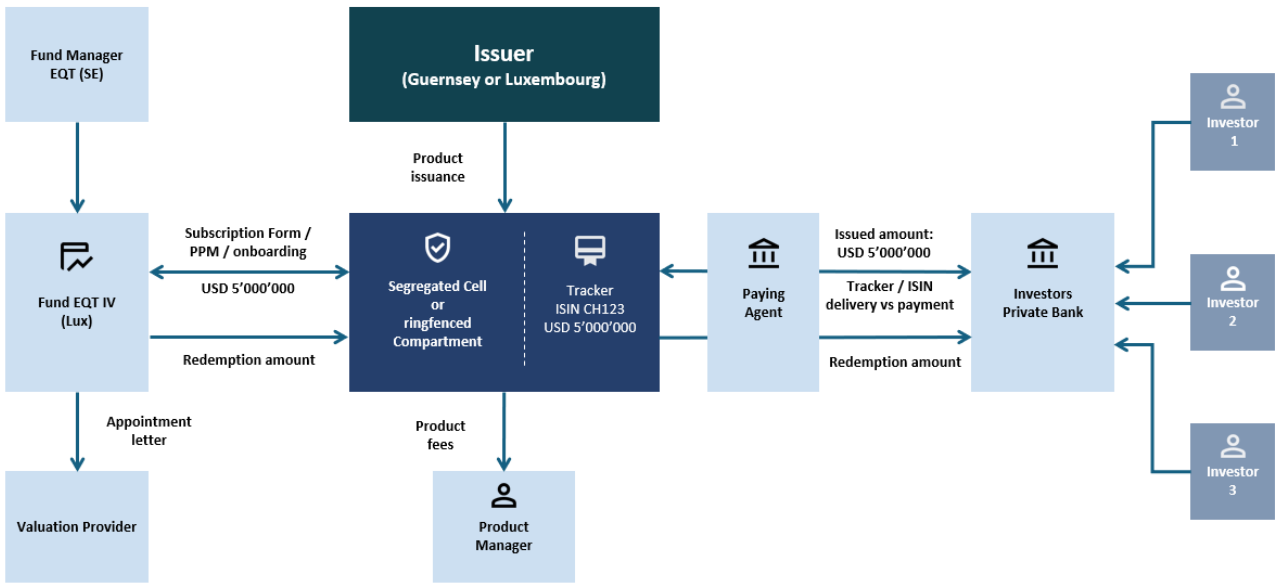 Fund Manager
EQT (SE)
Issuer
(Guernsey or Luxembourg)
Investor
1
Product
issuance
Subscription Form /
PPM / onboarding
USD 5’000’000
Fund EQT IV
(Lux)
Redemption amount
Segregated Cell
or
ringfenced
Compartment
Tracker
ISIN CH123
USD 5’000’000
Paying
Agent
Issued amount:
USD 5’000’000
Tracker / ISIN
delivery vs payment
Redemption amount
Investors
Private Bank
Investor
2
Appointment
letter
Product
fees
Valuation Provider
Product
Manager
Investor
3